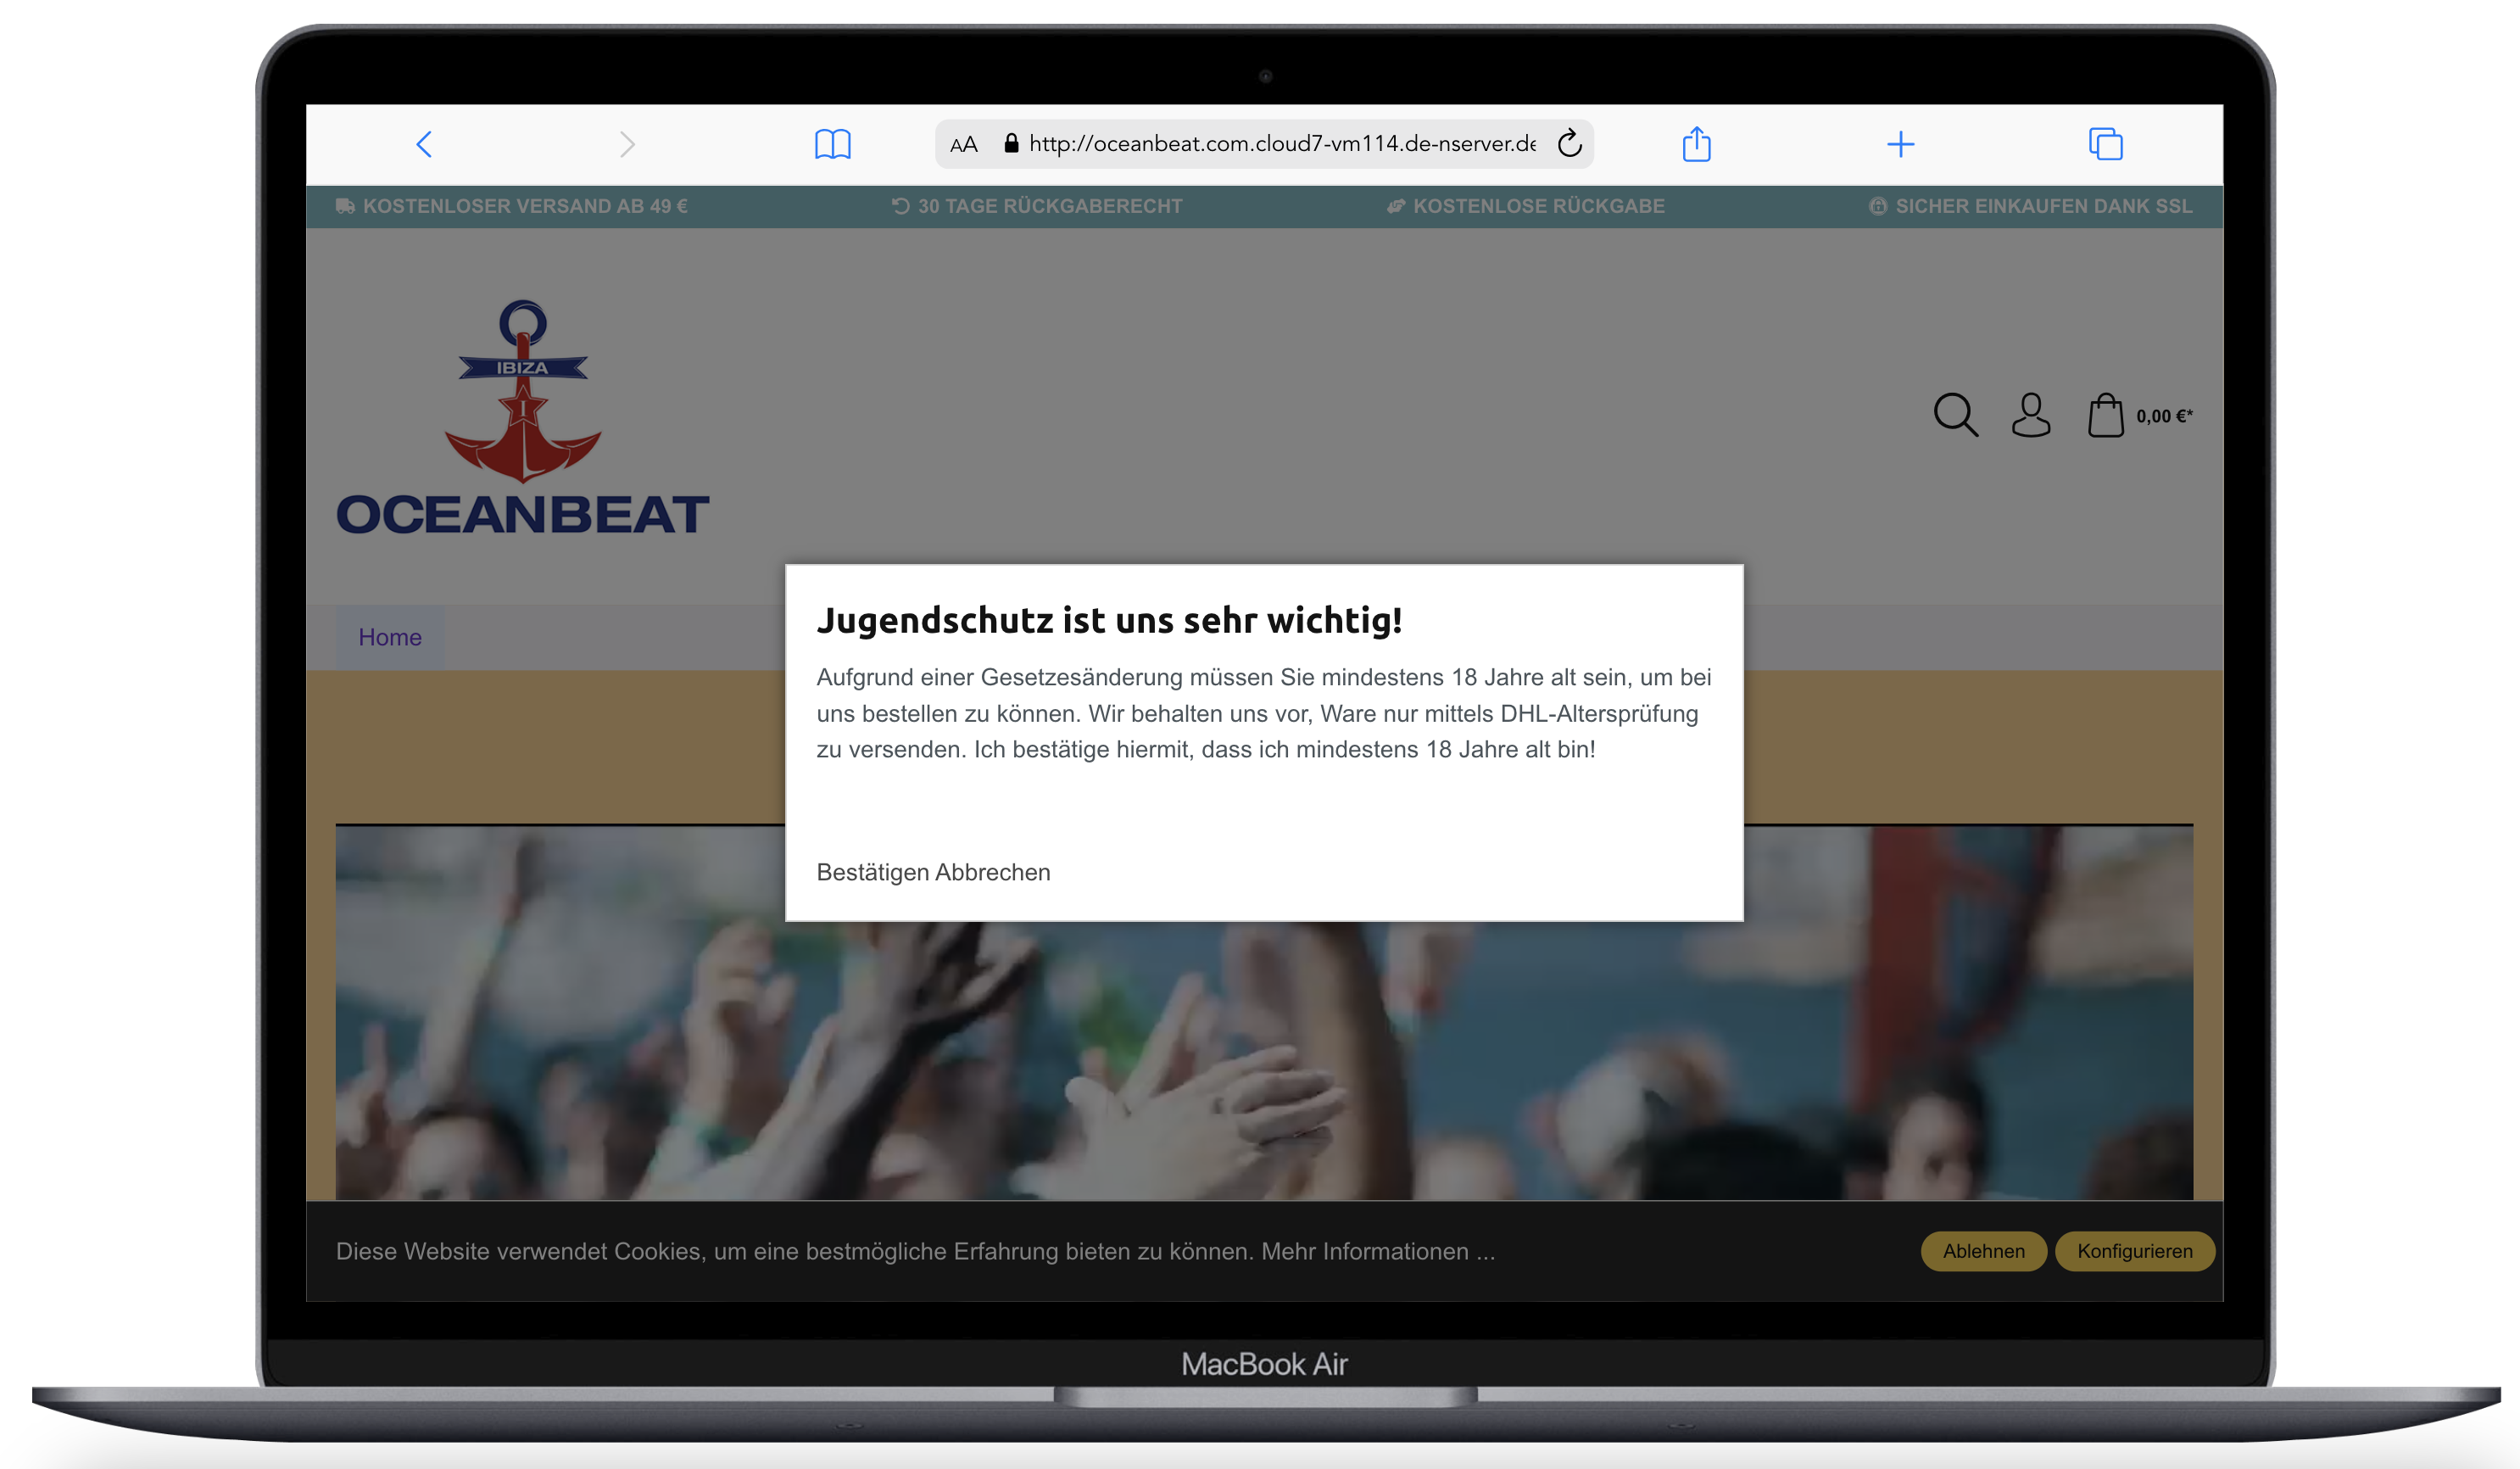 AA http://oceanbeat.com.cloud7-vm114.de-nserver.de
KOSTENLOSER VERSAND AB 49 € 30 TAGE RÜCKGABERECHT KOSTENLOSE RÜCKGABE SICHER EINKAUFEN DANK SSL
IBIZA
I
OCEANBEAT
0,00 €*
Home
Jugendschutz ist uns sehr wichtig!
Aufgrund einer Gesetzesänderung müssen Sie mindestens 18 Jahre alt sein, um bei
uns bestellen zu können. Wir behalten uns vor, Ware nur mittels DHL-Altersprüfung
zu versenden. Ich bestätige hiermit, dass ich mindestens 18 Jahre alt bin!
Bestätigen Abbrechen
Diese Website verwendet Cookies, um eine bestmögliche Erfahrung bieten zu können. Mehr Informationen ... Ablehnen Konfigurieren
MacBook Air